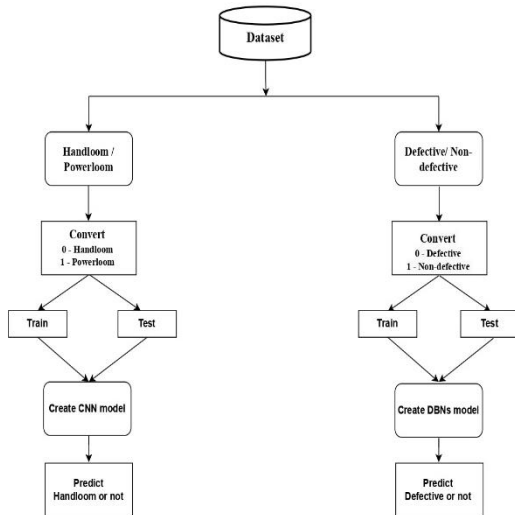 Dataset
Handloom /
Powerloom
Defective/ Non-
defective
Convert
0 - Handloom
1 - Powerloom
Convert
0 - Defective
1 - Non-defective
Train
Test
Train
Test
Create CNN model
Create DBNs model
Predict
Handloom or not
Predict
Defective or not